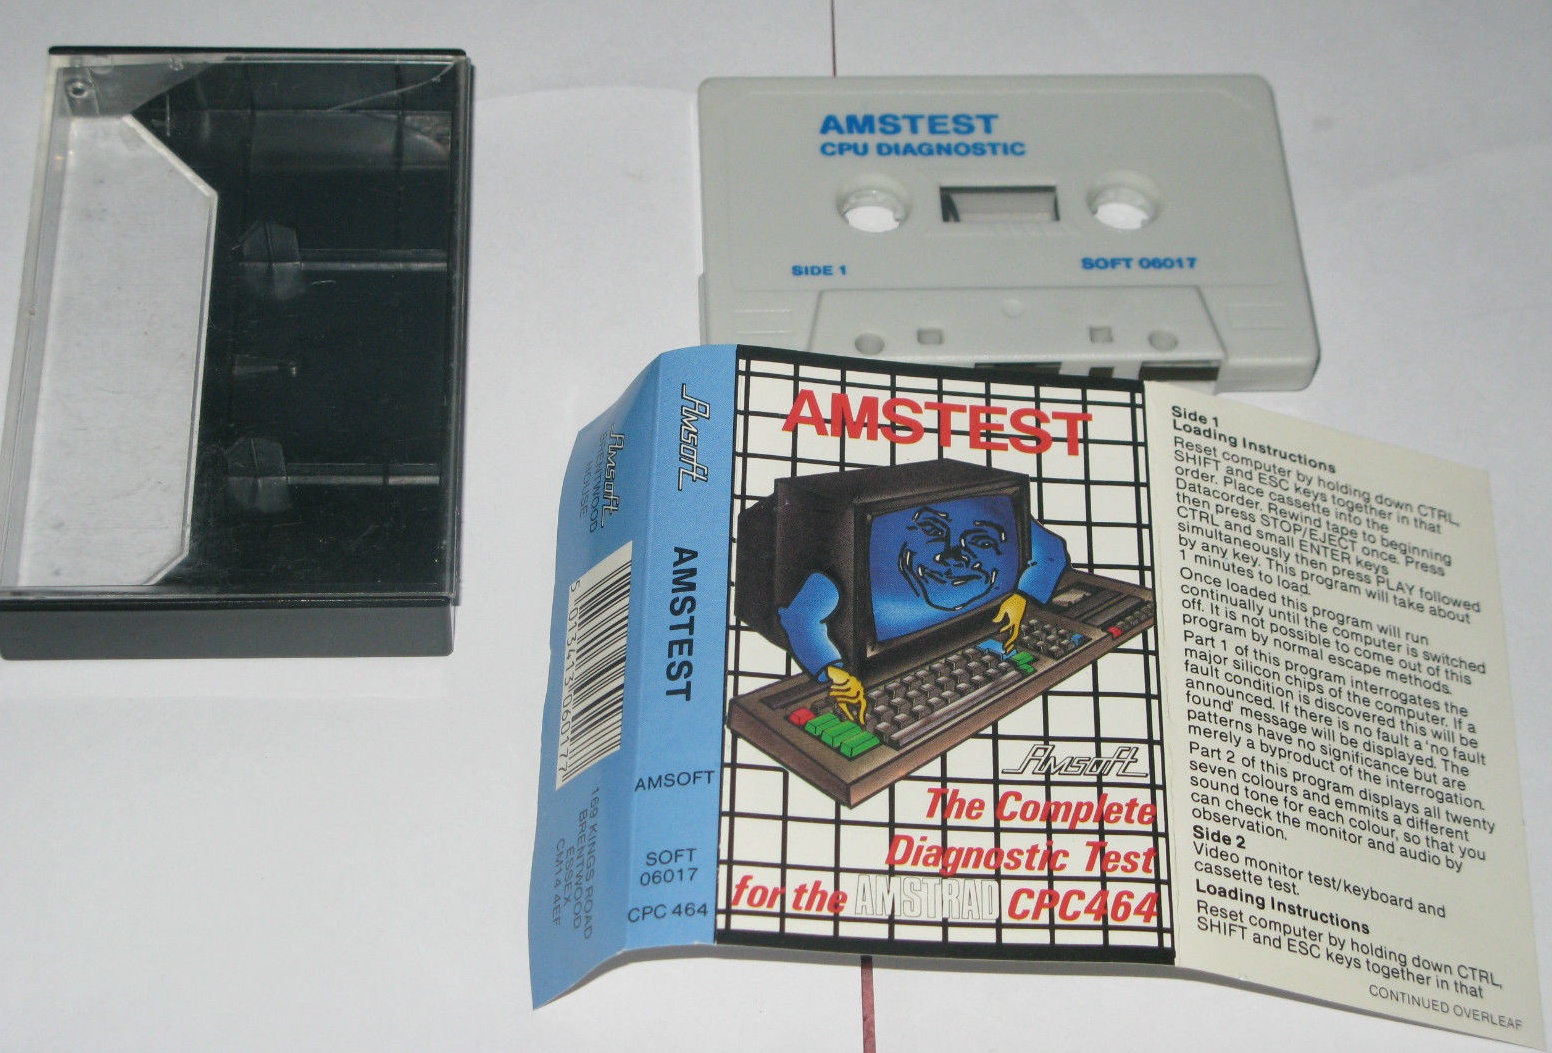 AMSTEST
CPU DIAGNOSTIC
SIDE 1
SOFT 06017
Amsoft
BRENTWOOD
HOUSE
169 KINGS ROAD
BRENTWOOD
ESSEX
CM14 4EF
5 013413 060177
Amsoft
AMSTEST
AMSOFT
SOFT
06017
CPC 464
AMSTEST
Amsoft
The Complete
Diagnostic Test
for the AMSTRAD CPC464
Side 1
Loading Instructions
Reset computer by holding down CTRL,
SHIFT and ESC keys together in that
order. Place cassette into the
Datacorder. Rewind tape to beginning
then press STOP/EJECT once. Press
CTRL and small ENTER keys
simultaneously then press PLAY followed
by any key. This program will take about
1 minutes to load.
Once loaded this program will run
continually until the computer is switched
off. It is not possible to come out of this
program by normal escape methods.
Part 1 of this program interrogates the
major silicon chips of the computer. If a
fault condition is discovered this will be
announced. If there is no fault a 'no fault
found' message will be displayed. The
patterns have no significance but are
merely a byproduct of the interrogation.
Part 2 of this program displays all twenty
seven colours and emmits a different
sound tone for each colour, so that you
can check the monitor and audio by
observation.
Side 2
Video monitor test/keyboard and
cassette test.
Loading Instructions
Reset computer by holding down CTRL,
SHIFT and ESC keys together in that
CONTINUED OVERLEAF